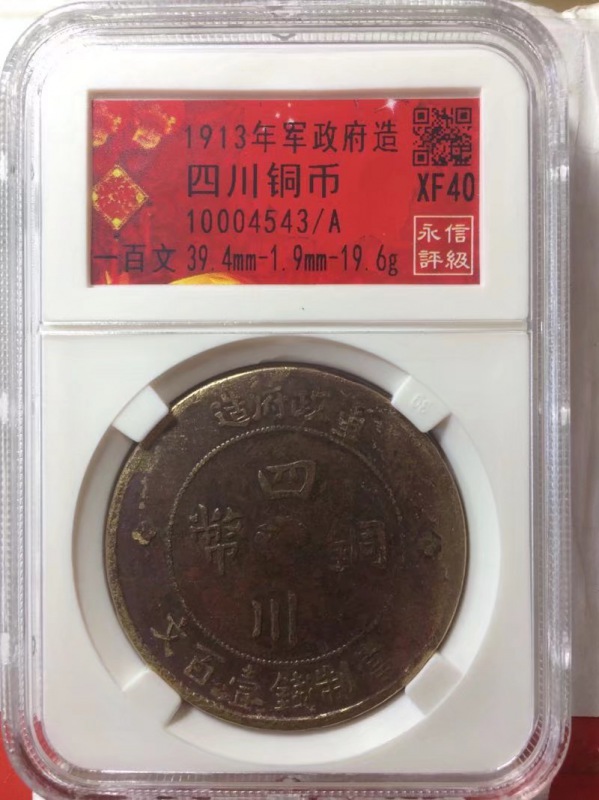 1913年军政府造
四川铜币
XF40
10004543/A
永信
評級
一百文 39.4mm-1.9mm-19.6g
造府政軍
四
幣 銅
川
文百壹錢制當